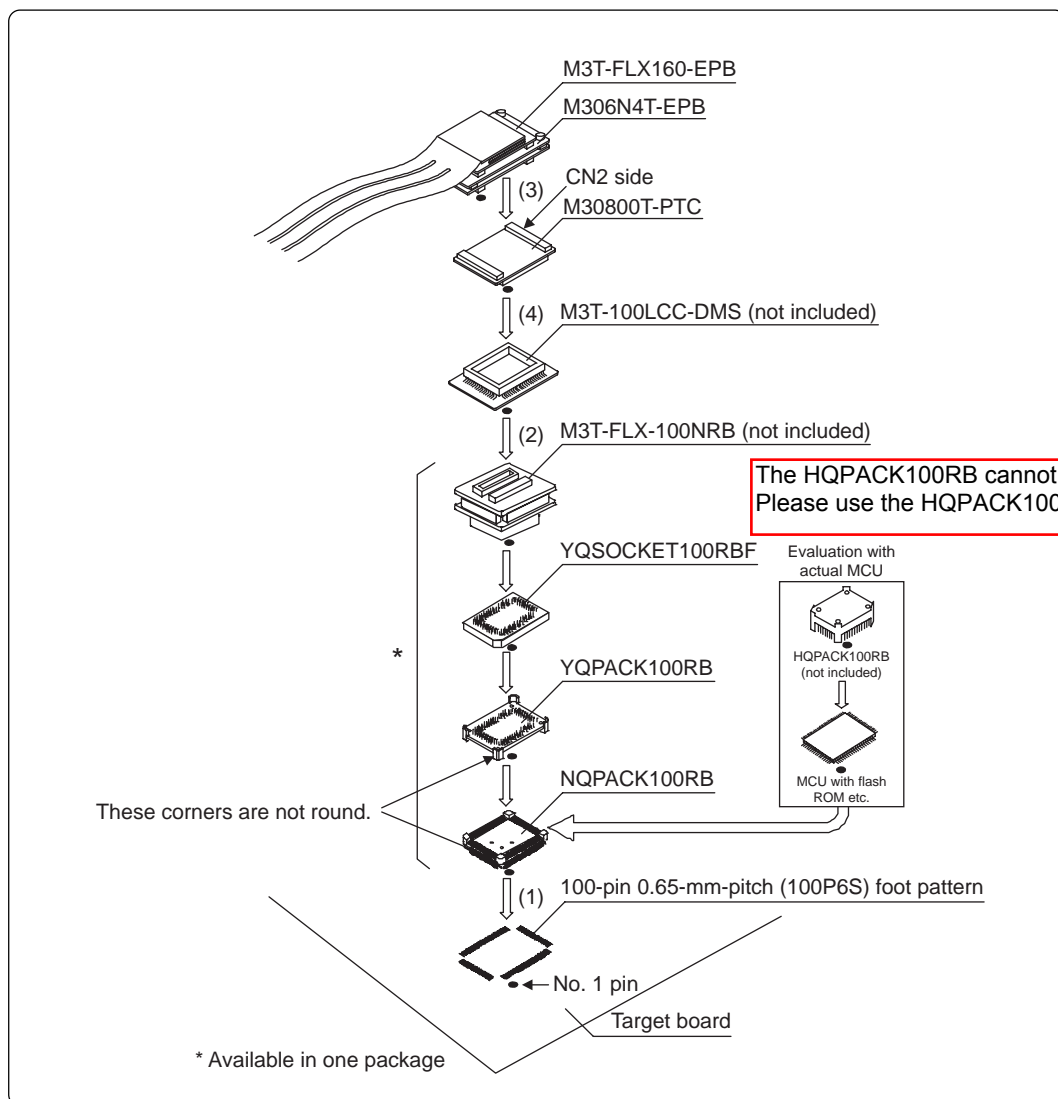 M3T-FLX160-EPB
M306N4T-EPB
CN2 side
(3)
M30800T-PTC
(4)
M3T-100LCC-DMS (not included)
(2)
M3T-FLX-100NRB (not included)
The HQPACK100RB cannot
Please use the HQPACK100
YQSOCKET100RBF
Evaluation with
actual MCU
HQPACK100RB
(not included)
MCU with flash
ROM etc.
*
YQPACK100RB
NQPACK100RB
These corners are not round.
(1)
100-pin 0.65-mm-pitch (100P6S) foot pattern
No. 1 pin
Target board
* Available in one package